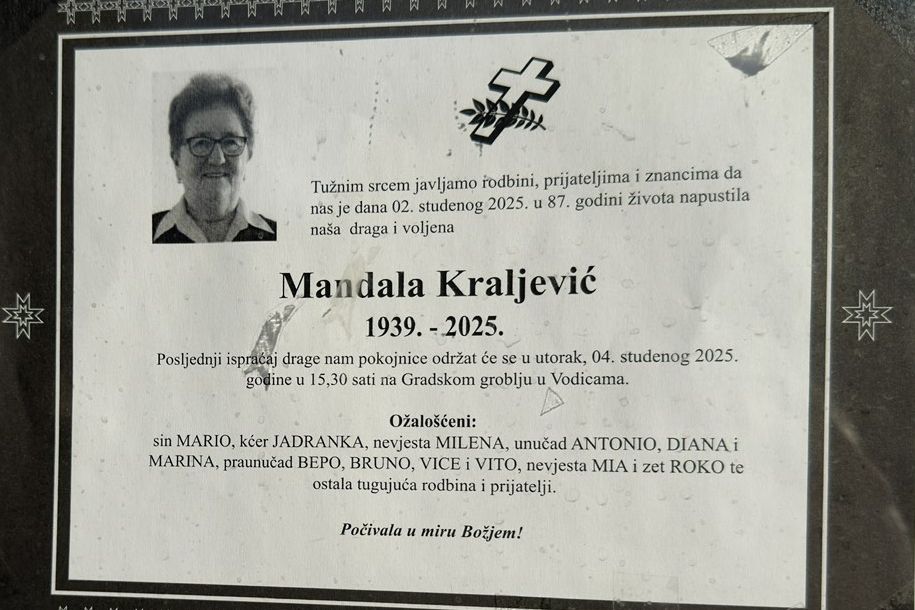 Tužnim srcem javljamo rodbini, prijateljima i znancima da
nas je dana 02. studenog 2025. u 87. godini života napustila
naša draga i voljena
Mandala Kraljević
1939. - 2025.
Posljednji ispraćaj drage nam pokojnice održat će se u utorak, 04. studenog 2025.
godine u 15,30 sati na Gradskom groblju u Vodicama.
Ožalošćeni:
sin MARIO, kćer JADRANKA, nevjesta MILENA, unučad ANTONIO, DIANA i
MARINA, praunučad BEPO, BRUNO, VICE i VITO, nevjesta MIA i zet ROKO te
ostala tugujuća rodbina i prijatelji.
Počivala u miru Božjem!